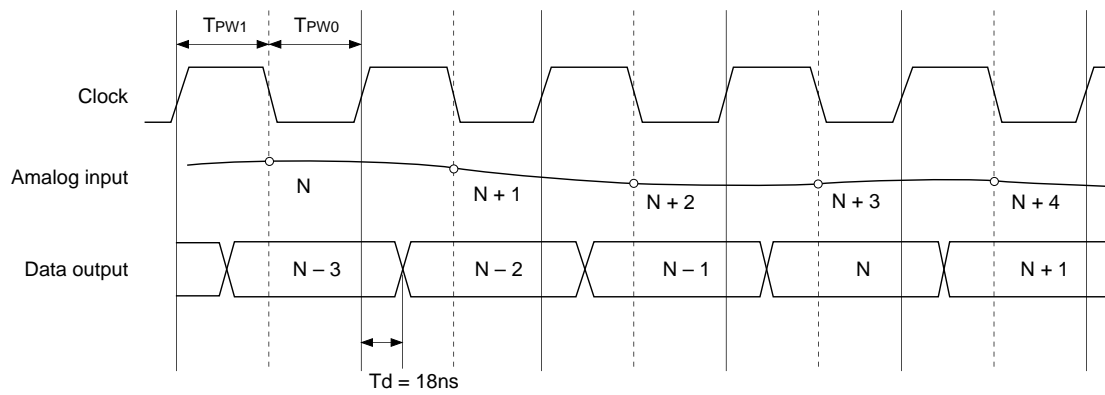 TPW1 TPW0
Clock
Amalog input
N N + 1 N + 2 N + 3 N + 4
Data output N – 3 N – 2 N – 1 N N + 1
Td = 18ns